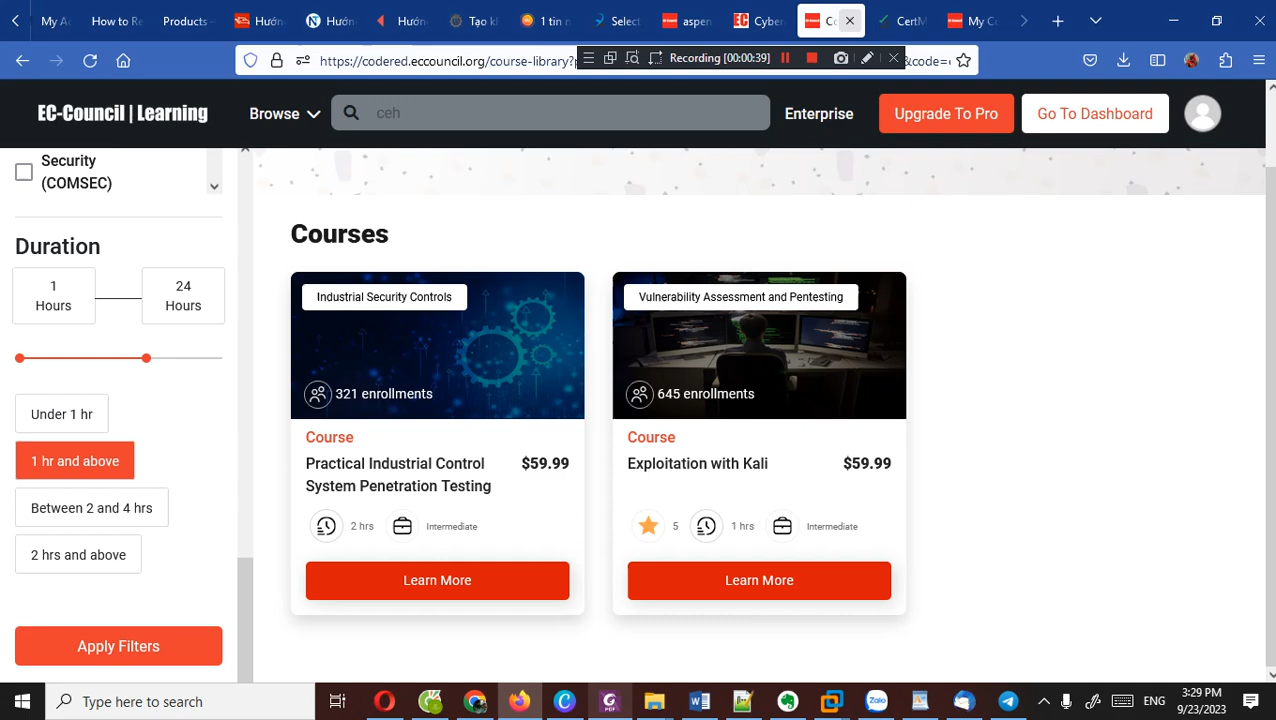 My Ac
How to Re
Products -
Hướn
Hướn
Hướn
Tạo k
1 tin n
Select
aspen
Cyber
Co
CertM
My Co
https://codered.eccouncil.org/course-library?
Recording [00:00:39]
&code=
EC-Council | Learning
Browse
ceh
Enterprise
Upgrade To Pro
Go To Dashboard
Security
(COMSEC)
Duration
1
Hours
24
Hours
Under 1 hr
1 hr and above
Between 2 and 4 hrs
2 hrs and above
Apply Filters
Courses
Industrial Security Controls
321 enrollments
Course
Practical Industrial Control
System Penetration Testing
$59.99
2 hrs
Intermediate
Learn More
Vulnerability Assessment and Pentesting
645 enrollments
Course
Exploitation with Kali
$59.99
5
1 hrs
Intermediate
Learn More
Type here to search
ENG
3:29 PM
9/23/2023